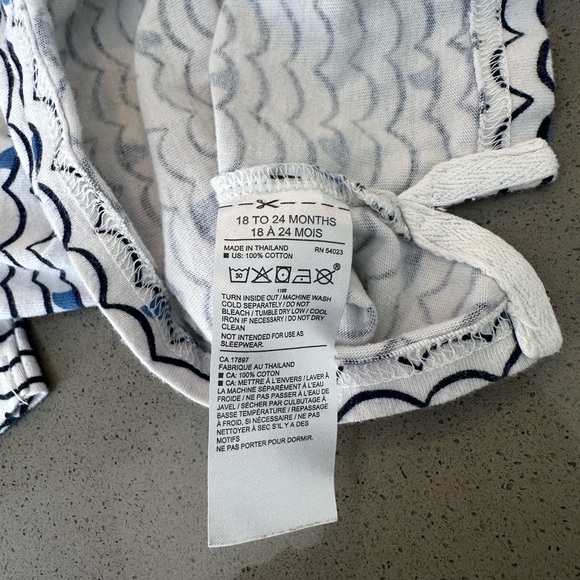 18 TO 24 MONTHS
18 À 24 MOIS
MADE IN THAILAND RN 54023
■ US: 100% COTTON
30
1166
TURN INSIDE OUT / MACHINE WASH
COLD SEPARATELY / DO NOT
BLEACH / TUMBLE DRY LOW / COOL
IRON IF NECESSARY / DO NOT DRY
CLEAN
NOT INTENDED FOR USE AS
SLEEPWEAR.
CA 17897
FABRIQUÉ AU THAILAND
■ CA: 100% COTON
■ CA: METTRE À L'ENVERS / LAVER À
LA MACHINE SÉPARÉMENT À L'EAU
FROIDE / NE PAS PASSER À L'EAU DE
JAVEL / SÉCHER PAR CULBUTAGE À
BASSE TEMPÉRATURE / REPASSAGE
À FROID, SI NÉCESSAIRE / NE PAS
NETTOYER À SEC S'IL Y A DES
MOTIFS
NE PAS PORTER POUR DORMIR.